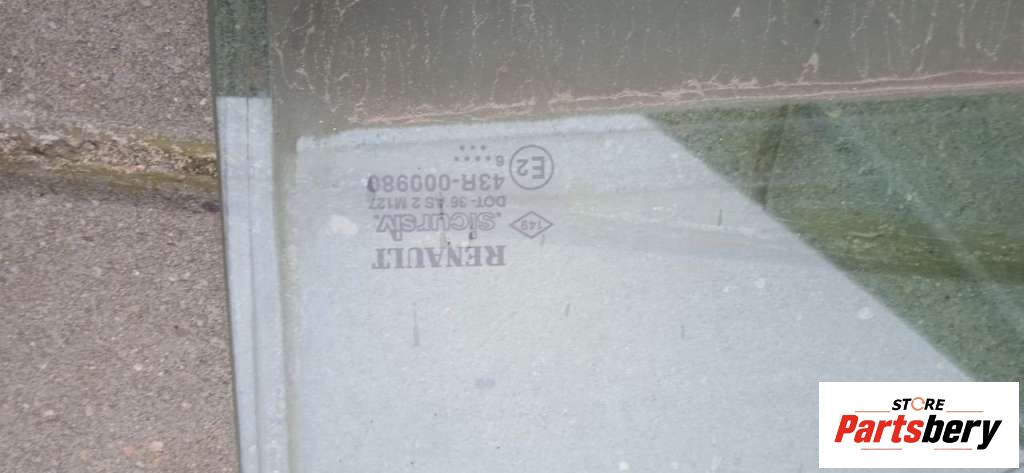 RENAULT
.sicursiv.
149
DOT- 36 AS 2 M127
43R-000980
E2
6 •••••
•••
STORE
Partsbery